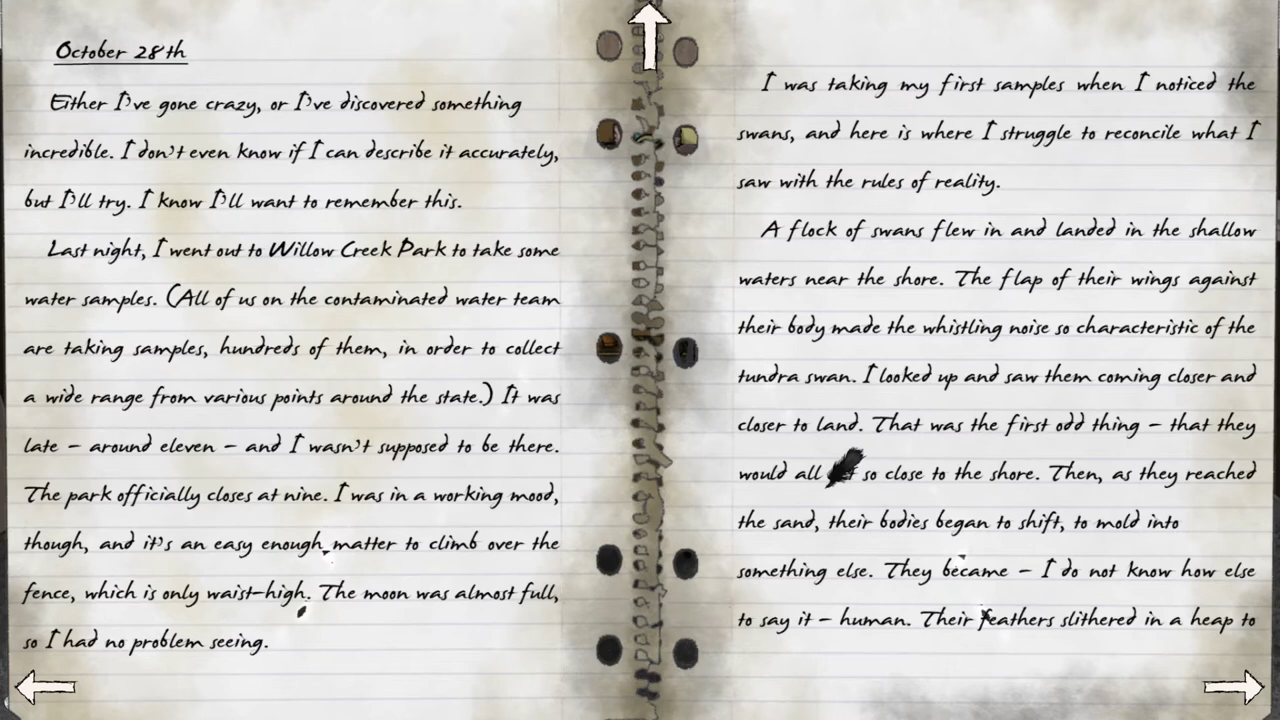 October 28th
Either I've gone crazy, or I've discovered something
incredible. I don't even know if I can describe it accurately,
but I'll try. I know I'll want to remember this.
Last night, I went out to Willow Creek Park to take some
water samples. (All of us on the contaminated water team
are taking samples, hundreds of them, in order to collect
a wide range from various points around the state.) It was
late - around eleven - and I wasn't supposed to be there.
The park officially closes at nine. I was in a working mood,
though, and it's an easy enough matter to climb over the
fence, which is only waist-high. The moon was almost full,
so I had no problem seeing.
I was taking my first samples when I noticed the
swans, and here is where I struggle to reconcile what I
saw with the rules of reality.
A flock of swans flew in and landed in the shallow
waters near the shore. The flap of their wings against
their body made the whistling noise so characteristic of the
tundra swan. I looked up and saw them coming closer and
closer to land. That was the first odd thing - that they
would all so close to the shore. Then, as they reached
the sand, their bodies began to shift, to mold into
something else. They became - I do not know how else
to say it - human. Their feathers slithered in a heap to